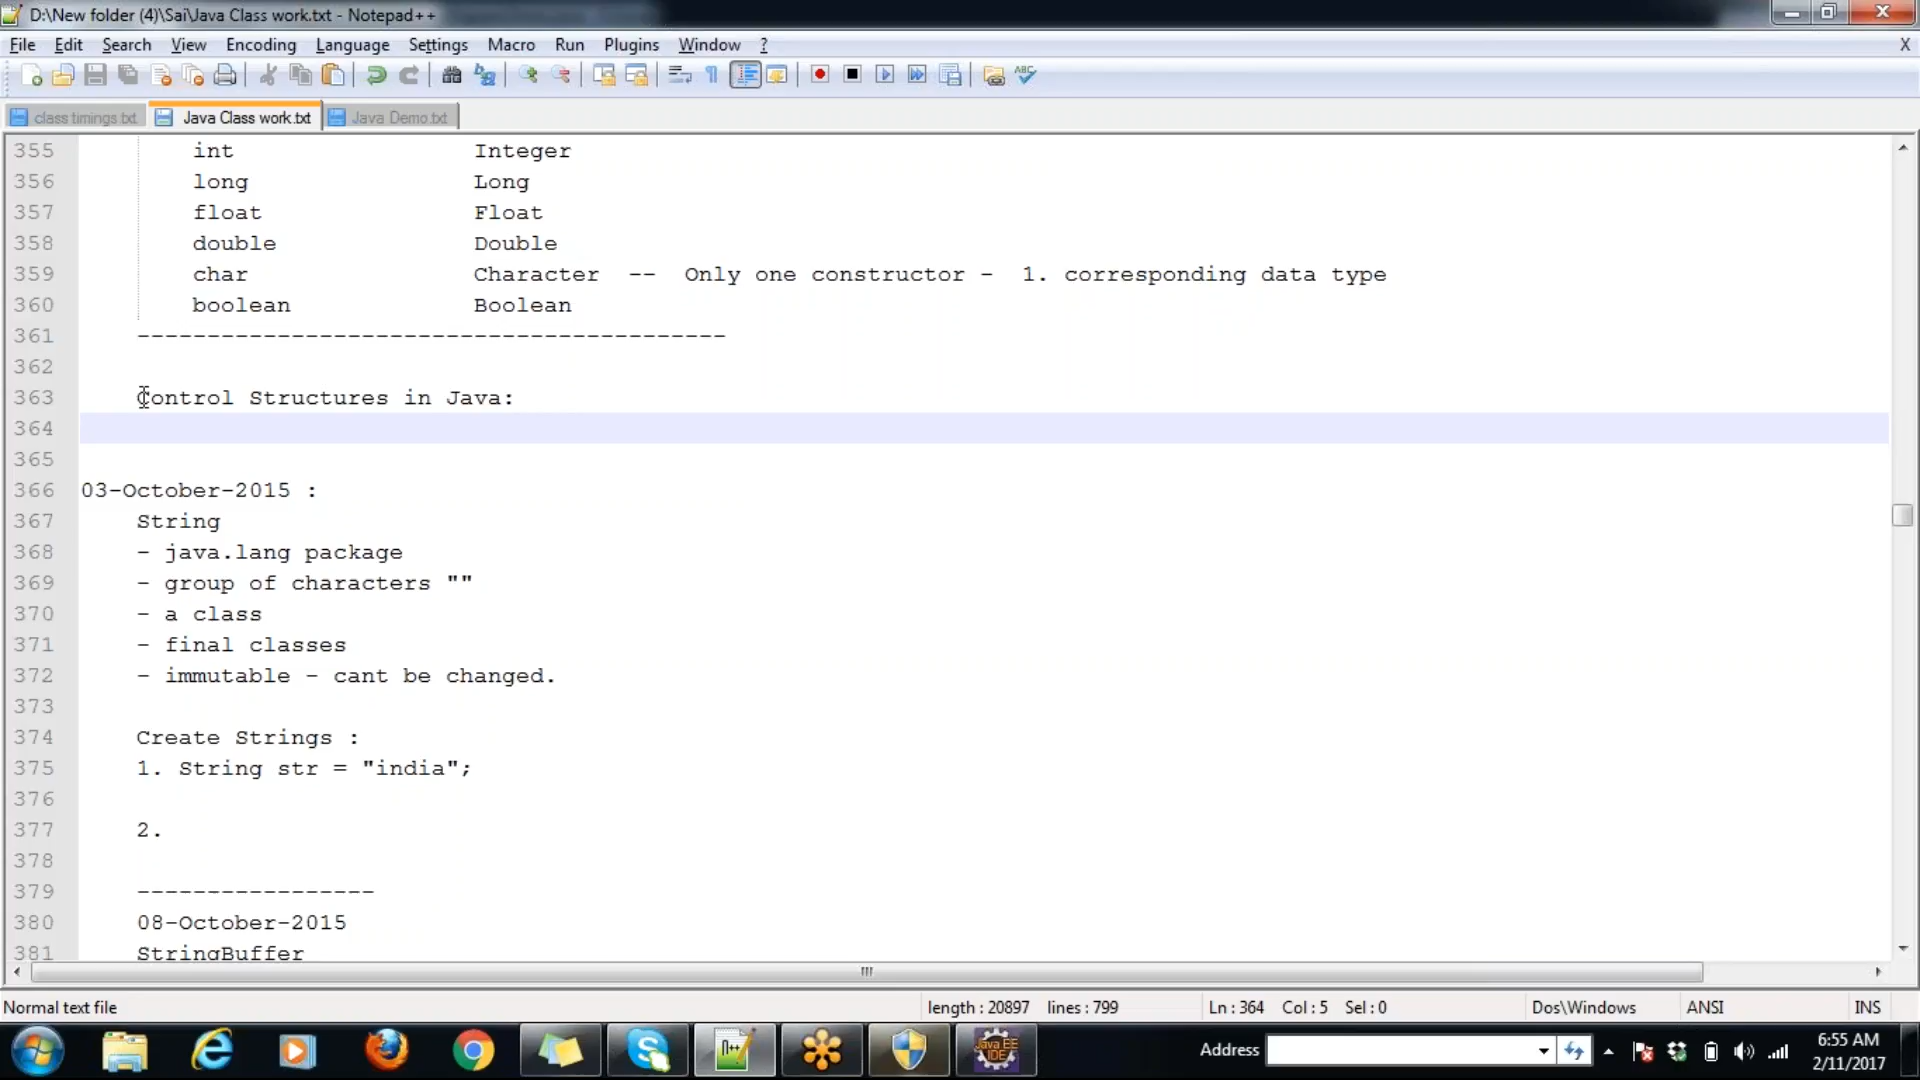 D:\New folder (4)\Sai\Java Class work.txt - Notepad++
File Edit Search View Encoding Language Settings Macro Run Plugins Window ? X
class timings.txt Java Class work.txt Java Demo.txt
355 int Integer
356 long Long
357 float Float
358 double Double
359 char Character -- Only one constructor - 1. corresponding data type
360 boolean Boolean
361 ------------------------------------------
362
363 Control Structures in Java:
364
365
366 03-October-2015 :
367 String
368 - java.lang package
369 - group of characters ""
370 - a class
371 - final classes
372 - immutable - cant be changed.
373
374 Create Strings :
375 1. String str = "india";
376
377 2.
378
379 -----------------
380 08-October-2015
381 StringBuffer
Normal text file length : 20897 lines : 799 Ln : 364 Col : 5 Sel : 0 Dos\Windows ANSI INS
Java EE
IDE
Address
6:55 AM
2/11/2017